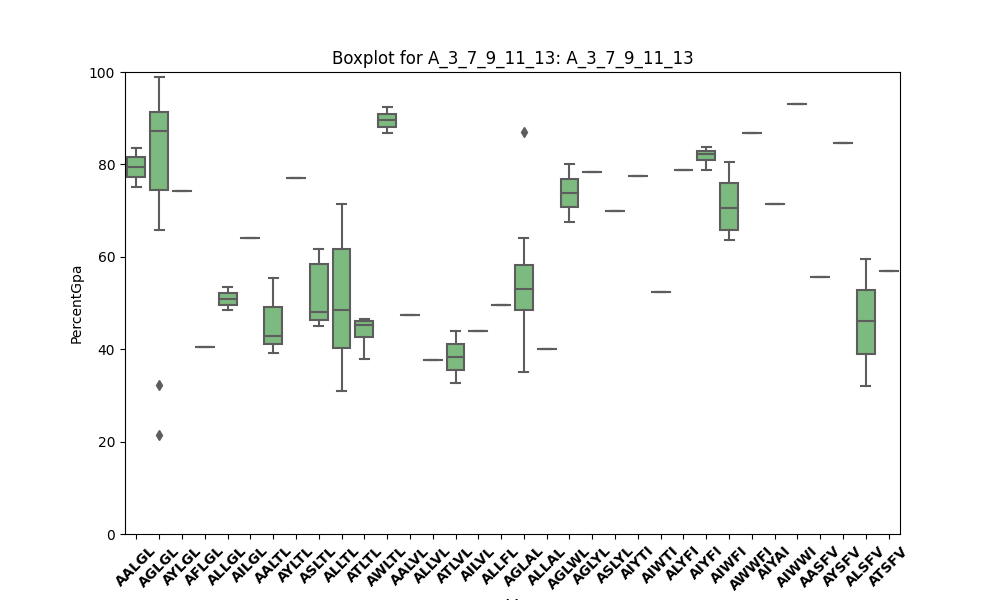 Boxplot for A_3_7_9_11_13: A_3_7_9_11_13
100
80
60
40
20
0
PercentGpa
AALGL AGLGL AYLGL AFLGL ALLGL AILGL AALTL AYLTL ASLTL ALLTL ATLTL AWLTL AALVL ALLVL ATLVL AILVL ALLFL AGLAL ALLAL AGLWL AGLYL ASLYL AIYTI AIWTI ALYFI AIYFI AIWFI AWWFI AIYAI AIWWI AASFV AYSFV ALSFV ATSFV